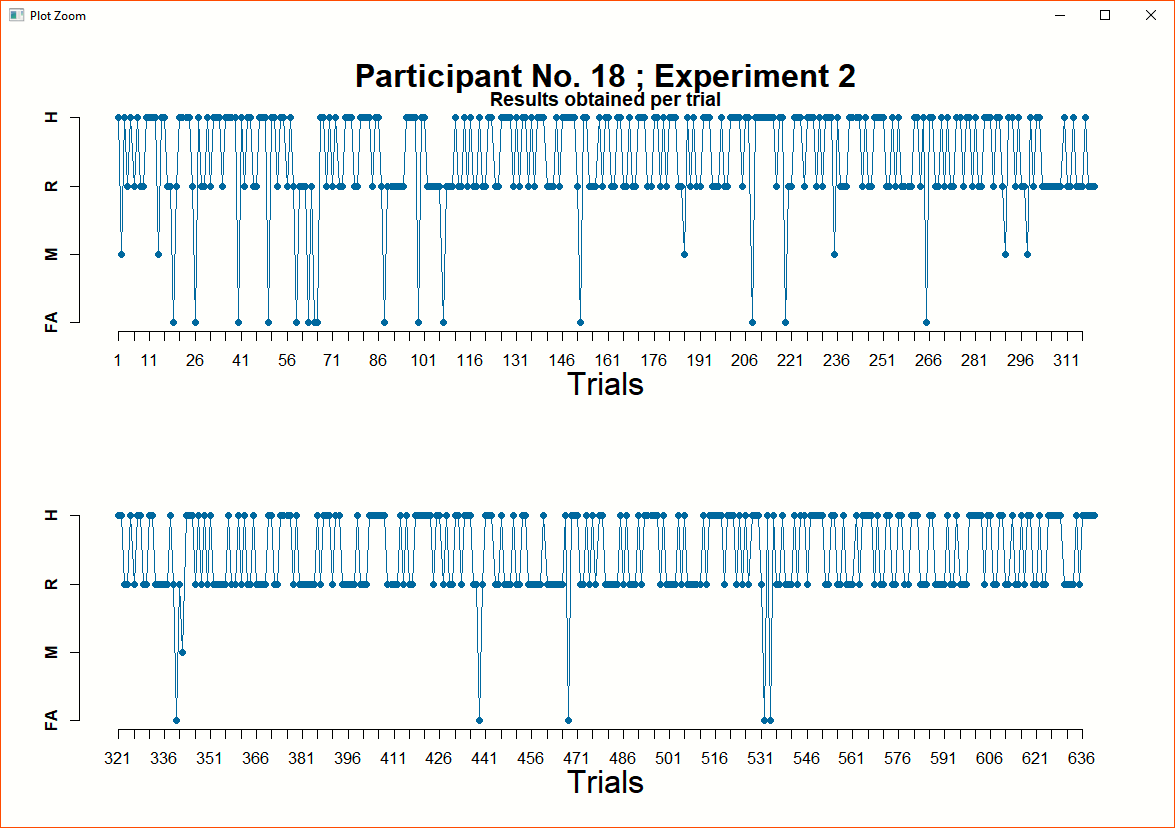 Plot Zoom
Participant No. 18 ; Experiment 2
Results obtained per trial
H
R
M
FA
1 11 26 41 56 71 86 101 116 131 146 161 176 191 206 221 236 251 266 281 296 311
Trials
H
R
M
FA
321 336 351 366 381 396 411 426 441 456 471 486 501 516 531 546 561 576 591 606 621 636
Trials